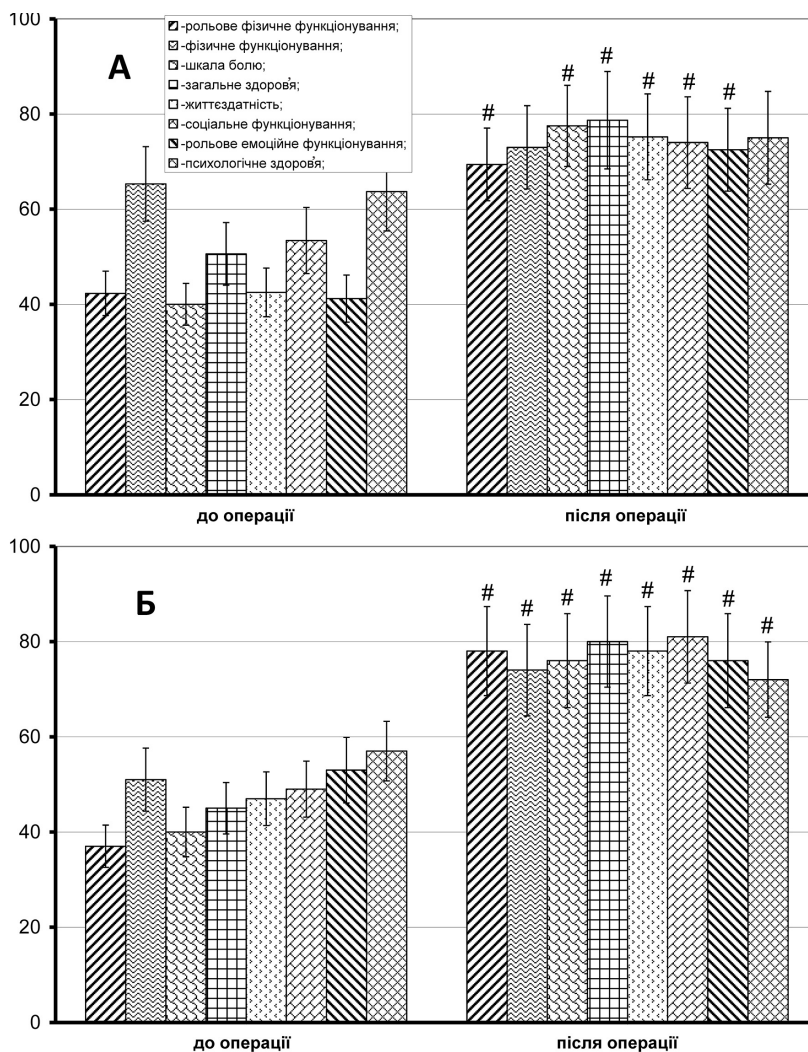 100
80
60
40
20
0
А
-рольове фізичне функціонування;
-фізичне функціонування;
-шкала болю;
-загальне здоров'я;
-життєздатність;
-соціальне функціонування;
-рольове емоційне функціонування;
-психологічне здоров'я;
# # # # # # #
до операції після операції
100
80
60
40
20
0
Б
# # # # # # # #
до операції після операції